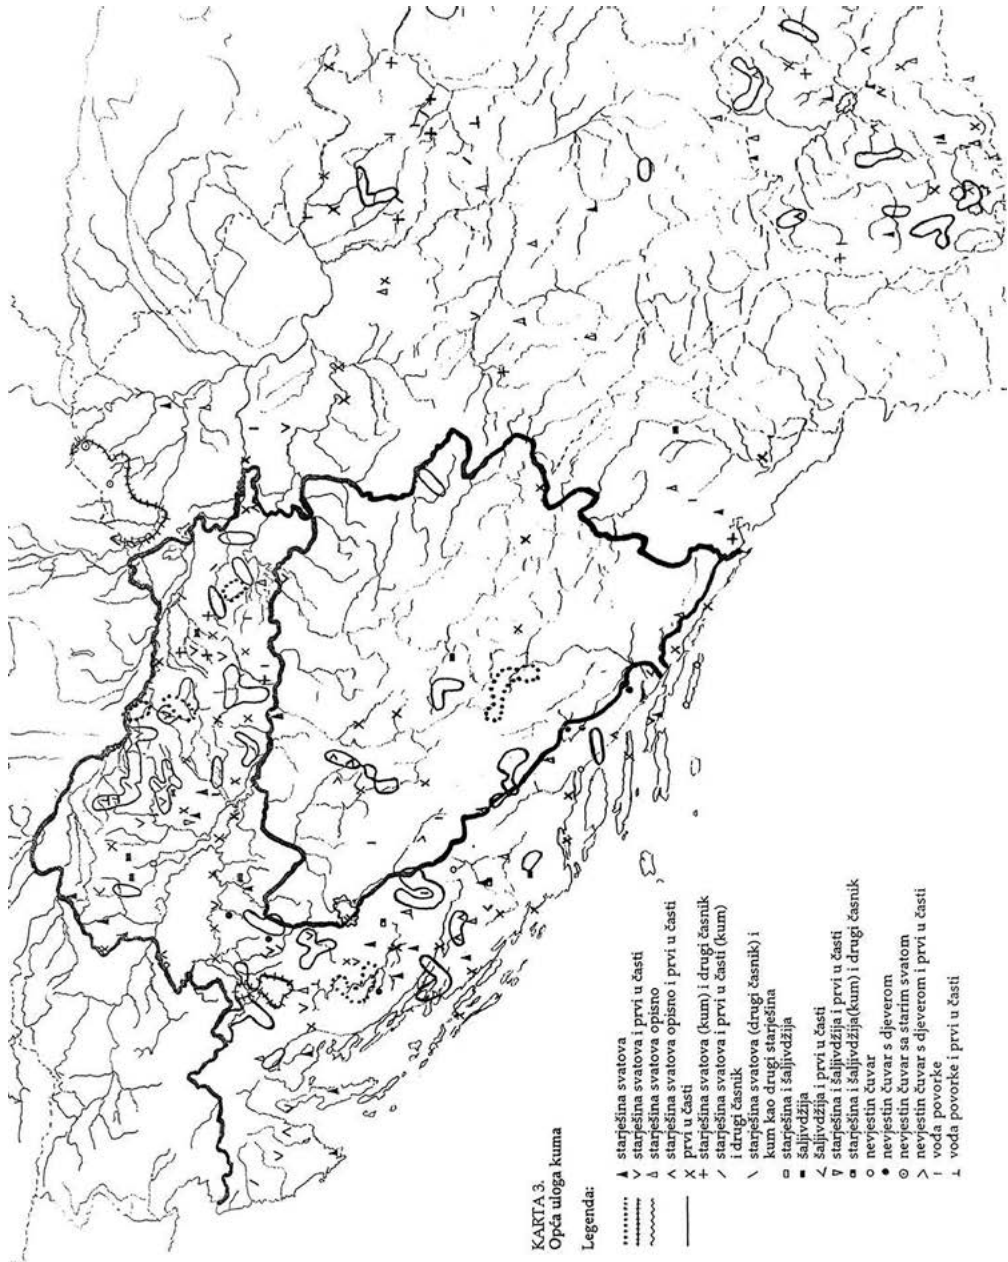 KARTA 3.
Opća uloga kuma
Legenda:
starješina svatova
starješina svatova i prvi u časti
starješina svatova opisno
starješina svatova opisno i prvi u časti
prvi u časti
starješina svatova (kum) i drugi časnik
starješina svatova i prvi u časti (kum)
i drugi časnik
starješina svatova (drugi časnik) i
kum kao drugi starješina
starješina i šaljivdžija
šaljivdžija
šaljivdžija i prvi u časti
starješina i šaljivdžija i prvi u časti
starješina i šaljivdžija(kum) i drugi časnik
nevjestin čuvar
nevjestin čuvar s djeverom
nevjestin čuvar sa starim svatom
nevjestin čuvar s djeverom i prvi u časti
voda povorke
voda povorke i prvi u časti